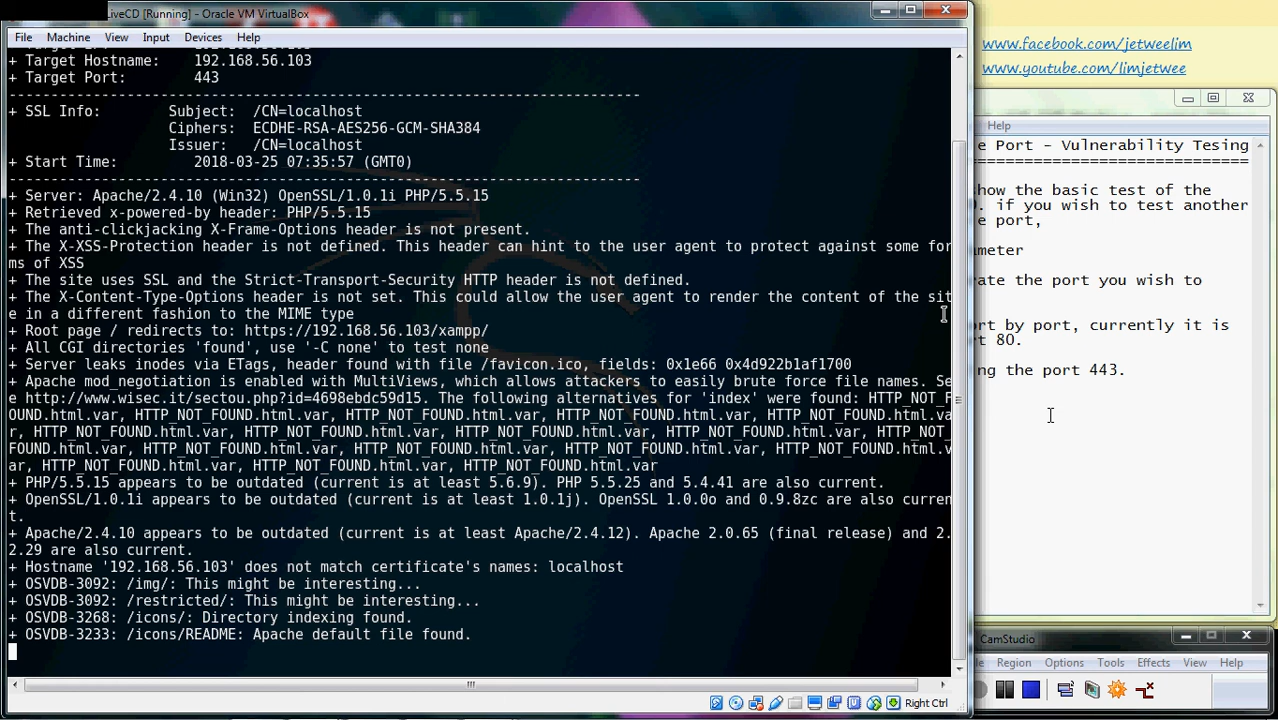 LiveCD [Running] - Oracle VM VirtualBox
File Machine View Input Devices Help
+ Target Hostname: 192.168.56.103
+ Target Port: 443
---------------------------------------------------------------------------
+ SSL Info: Subject: /CN=localhost
Ciphers: ECDHE-RSA-AES256-GCM-SHA384
Issuer: /CN=localhost
+ Start Time: 2018-03-25 07:35:57 (GMT0)
---------------------------------------------------------------------------
+ Server: Apache/2.4.10 (Win32) OpenSSL/1.0.1i PHP/5.5.15
+ Retrieved x-powered-by header: PHP/5.5.15
+ The anti-clickjacking X-Frame-Options header is not present.
+ The X-XSS-Protection header is not defined. This header can hint to the user agent to protect against some for
ms of XSS
+ The site uses SSL and the Strict-Transport-Security HTTP header is not defined.
+ The X-Content-Type-Options header is not set. This could allow the user agent to render the content of the sit
e in a different fashion to the MIME type
+ Root page / redirects to: https://192.168.56.103/xampp/
+ All CGI directories 'found', use '-C none' to test none
+ Server leaks inodes via ETags, header found with file /favicon.ico, fields: 0x1e66 0x4d922b1af1700
+ Apache mod_negotiation is enabled with MultiViews, which allows attackers to easily brute force file names. Se
e http://www.wisec.it/sectou.php?id=4698ebdc59d15. The following alternatives for 'index' were found: HTTP_NOT_F
OUND.html.var, HTTP_NOT_FOUND.html.var, HTTP_NOT_FOUND.html.var, HTTP_NOT_FOUND.html.var, HTTP_NOT_FOUND.html.va
r, HTTP_NOT_FOUND.html.var, HTTP_NOT_FOUND.html.var, HTTP_NOT_FOUND.html.var, HTTP_NOT_FOUND.html.var, HTTP_NOT_
FOUND.html.var, HTTP_NOT_FOUND.html.var, HTTP_NOT_FOUND.html.var, HTTP_NOT_FOUND.html.var, HTTP_NOT_FOUND.html.v
ar, HTTP_NOT_FOUND.html.var, HTTP_NOT_FOUND.html.var, HTTP_NOT_FOUND.html.var
+ PHP/5.5.15 appears to be outdated (current is at least 5.6.9). PHP 5.5.25 and 5.4.41 are also current.
+ OpenSSL/1.0.1i appears to be outdated (current is at least 1.0.1j). OpenSSL 1.0.0o and 0.9.8zc are also curren
t.
+ Apache/2.4.10 appears to be outdated (current is at least Apache/2.4.12). Apache 2.0.65 (final release) and 2.
2.29 are also current.
+ Hostname '192.168.56.103' does not match certificate's names: localhost
+ OSVDB-3092: /img/: This might be interesting...
+ OSVDB-3092: /restricted/: This might be interesting...
+ OSVDB-3268: /icons/: Directory indexing found.
+ OSVDB-3233: /icons/README: Apache default file found.
Right Ctrl
www.facebook.com/jetweelim
www.youtube.com/limjetwee
Help
e Port - Vulnerability Tesing
=============================
show the basic test of the
. if you wish to test another
e port,
ameter
rate the port you wish to
ort by port, currently it is
rt 80.
ng the port 443.
CamStudio
le Region Options Tools Effects View Help